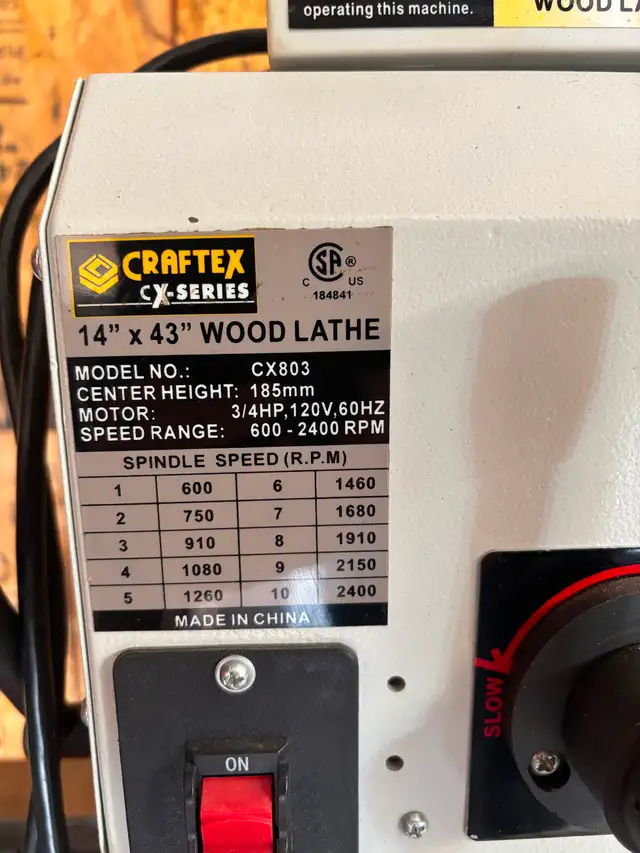 operating this machine.
WOOD LA
CRAFTEX
CX-SERIES
CSA ®
C US
184841
14” x 43” WOOD LATHE
MODEL NO.: CX803
CENTER HEIGHT: 185mm
MOTOR: 3/4HP,120V,60HZ
SPEED RANGE: 600 - 2400 RPM
SPINDLE SPEED (R.P.M)
1 600 6 1460
2 750 7 1680
3 910 8 1910
4 1080 9 2150
5 1260 10 2400
MADE IN CHINA
SLOW
ON